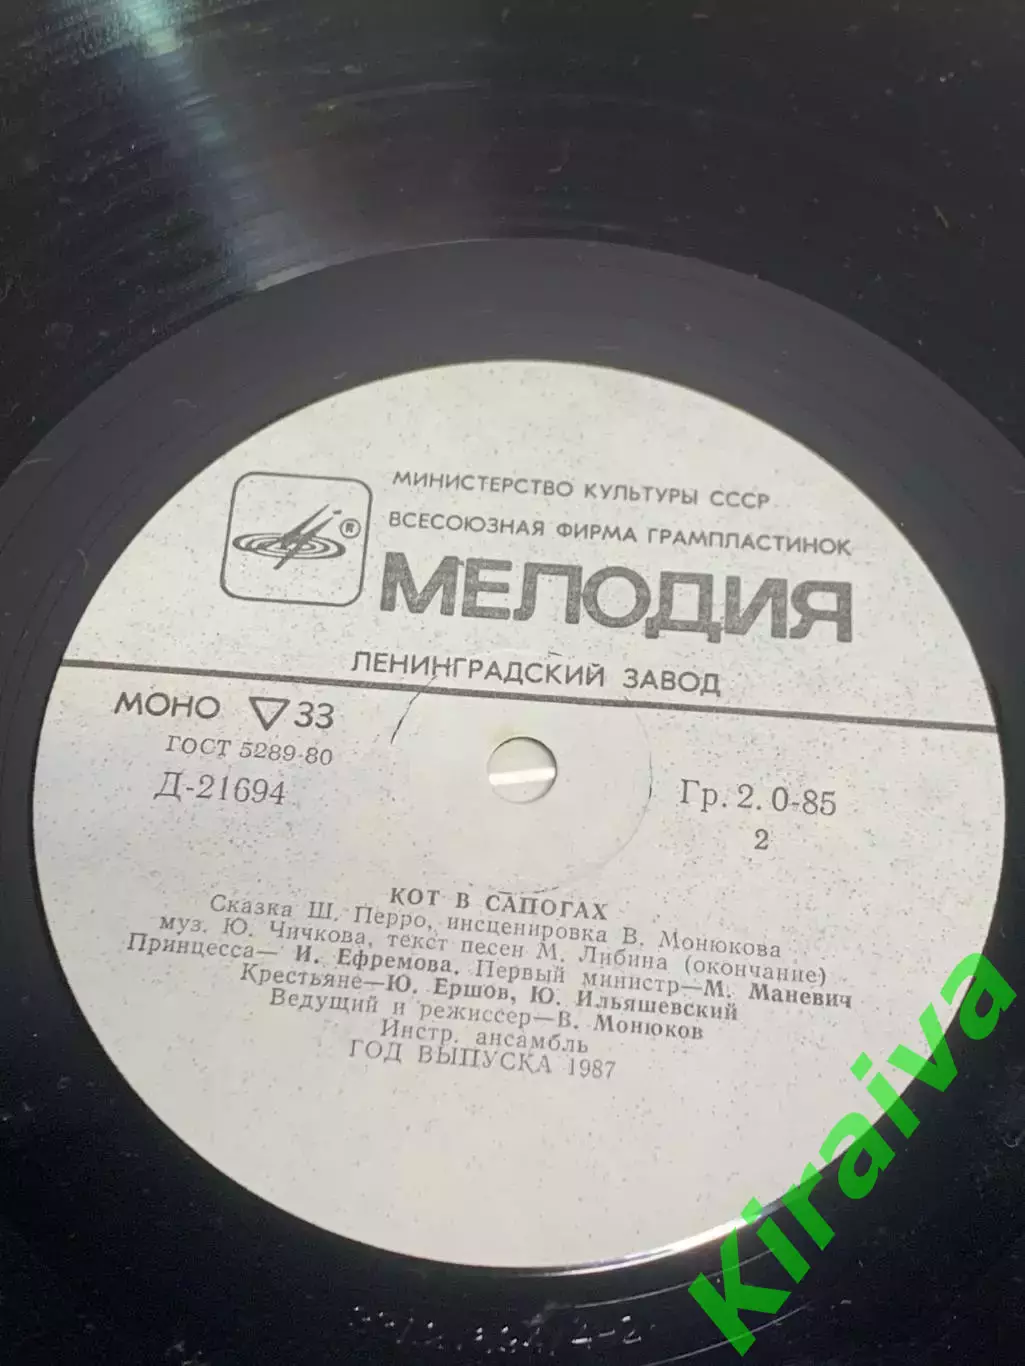 МИНИСТЕРСТВО КУЛЬТУРЫ СССР
ВСЕСОЮЗНАЯ ФИРМА ГРАМПЛАСТИНОК
®
МЕЛОДИЯ
ЛЕНИНГРАДСКИЙ ЗАВОД
МОНО 33
ГОСТ 5289-80
Д-21694
Гр. 2. 0-85
2
КОТ В САПОГАХ
Сказка Ш. Перро, инсценировка В. Монюкова
муз. Ю. Чичкова, текст песен М. Либина (окончание)
Принцесса— И. Ефремова. Первый министр—М. Маневич
Крестьяне—Ю. Ершов, Ю. Ильяшевский
Ведущий и режиссер—В. Монюков
Инстр. ансамбль
ГОД ВЫПУСКА 1987
Kiraiva